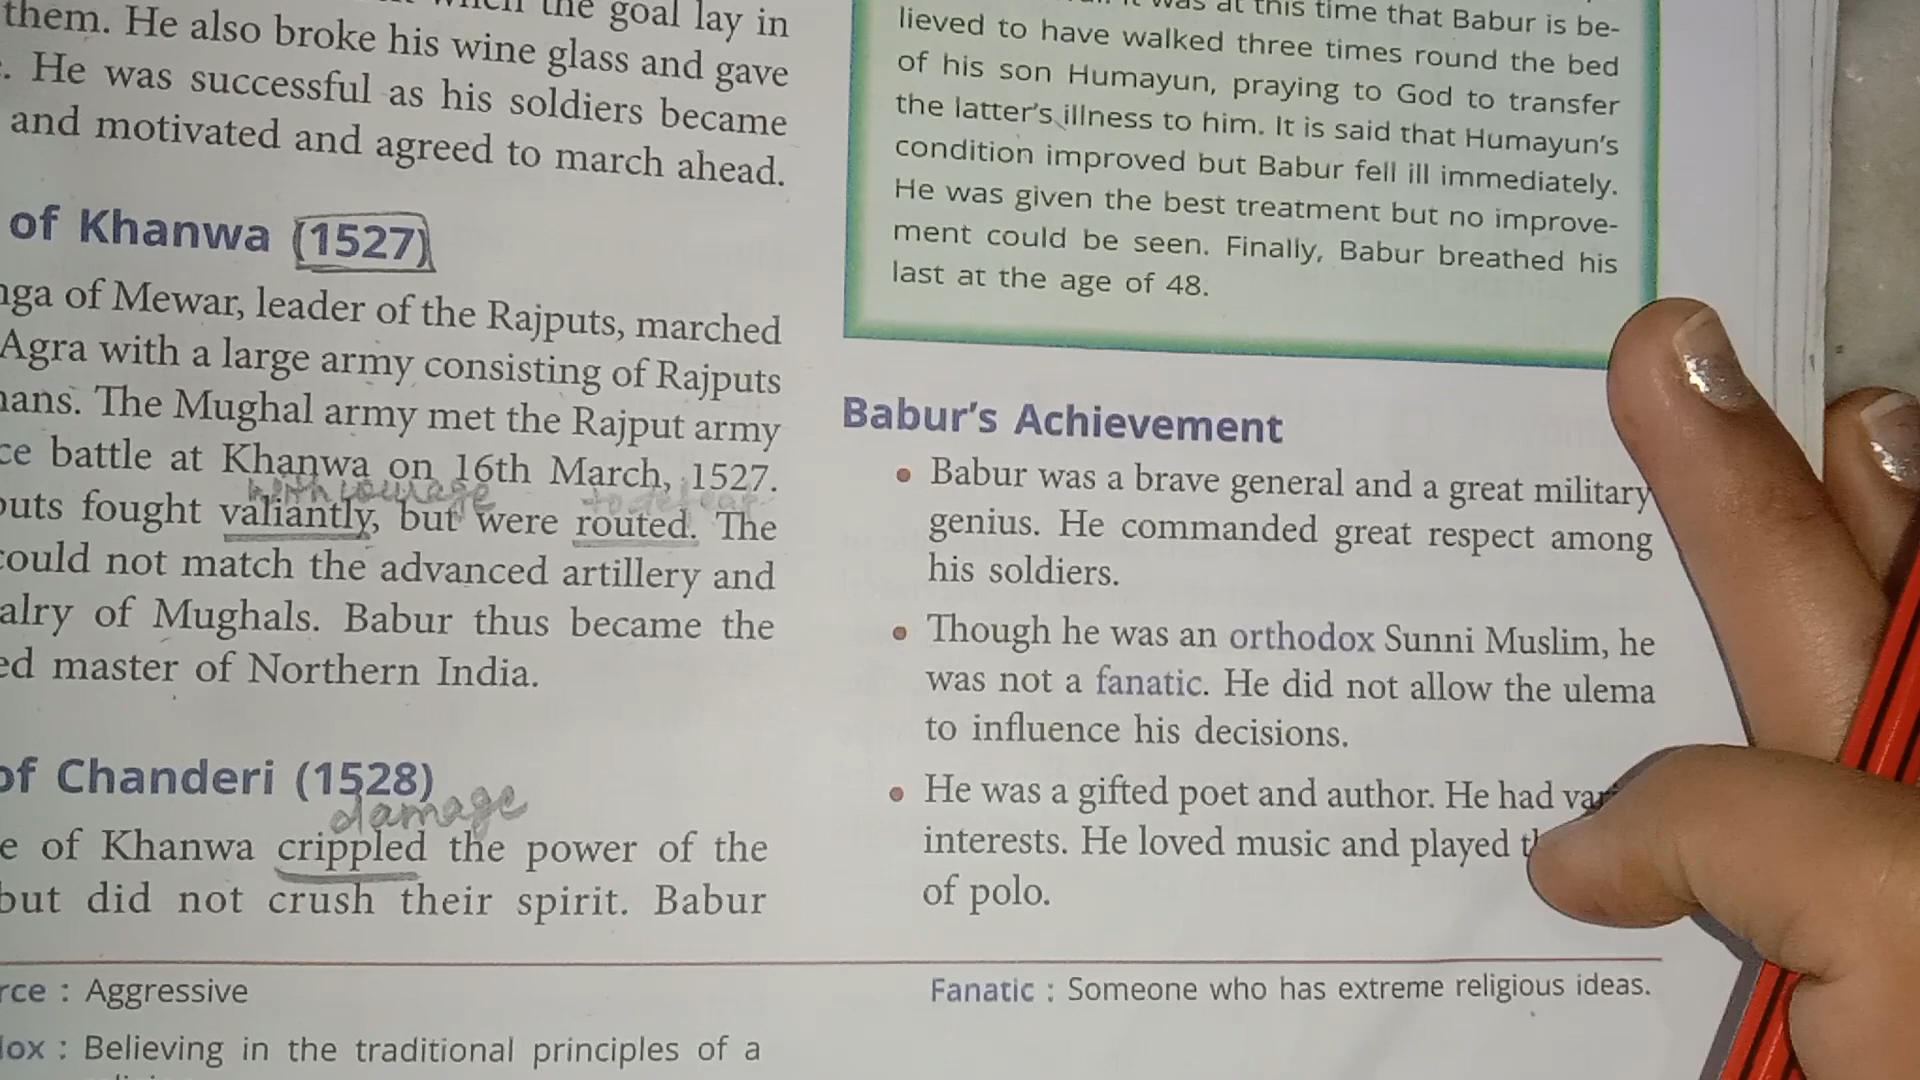 the goal lay in
them. He also broke his wine glass and gave
. He was successful as his soldiers became
and motivated and agreed to march ahead.
of Khanwa (1527)
of Mewar, leader of the Rajputs, marched
Agra with a large army consisting of Rajputs
The Mughal army met the Rajput army
battle at Khanwa on 16th March, 1527.
with courage to defeat
fought valiantly, but were routed. The
could not match the advanced artillery and
of Mughals. Babur thus became the
master of Northern India.
of Chanderi (1528)
damage
of Khanwa crippled the power of the
but did not crush their spirit. Babur
: Aggressive
: Believing in the traditional principles of a
was at this time that Babur is be-
lieved to have walked three times round the bed
of his son Humayun, praying to God to transfer
the latter's illness to him. It is said that Humayun's
condition improved but Babur fell ill immediately.
He was given the best treatment but no improve-
ment could be seen. Finally, Babur breathed his
last at the age of 48.
Babur's Achievement
• Babur was a brave general and a great military
genius. He commanded great respect among
his soldiers.
• Though he was an orthodox Sunni Muslim, he
was not a fanatic. He did not allow the ulema
to influence his decisions.
• He was a gifted poet and author. He had
interests. He loved music and played
of polo.
Fanatic : Someone who has extreme religious ideas.